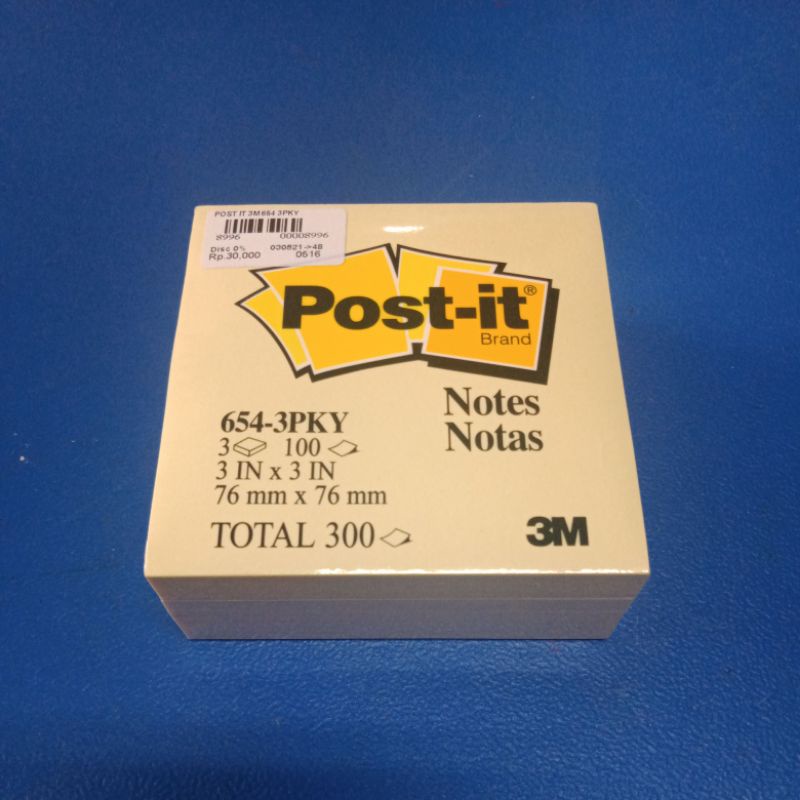 POST IT 3M 654 3PKY
8996 00008996
Disc 0% 030821->48
Rp.30,000 0516
Post-it®
Brand
Notes
Notas
654-3PKY
3 100
3 IN x 3 IN
76 mm x 76 mm
TOTAL 300
3M